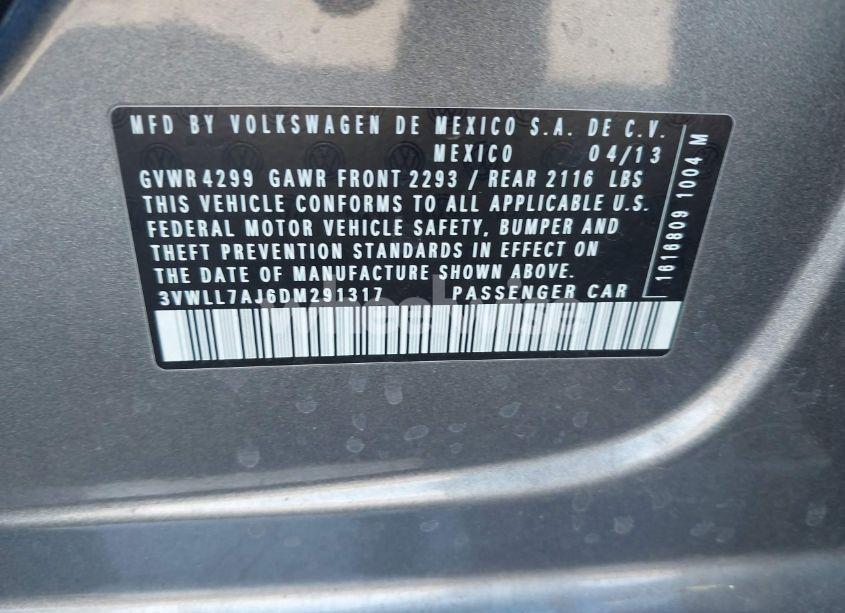 MFD BY VOLKSWAGEN DE MEXICO S.A. DE C.V.
MEXICO 04/13
GVWR 4299 GAWR FRONT 2293 / REAR 2116 LBS
THIS VEHICLE CONFORMS TO ALL APPLICABLE U.S.
FEDERAL MOTOR VEHICLE SAFETY, BUMPER AND
THEFT PREVENTION STANDARDS IN EFFECT ON
THE DATE OF MANUFACTURE SHOWN ABOVE.
3VWLL7AJ6DM291317 PASSENGER CAR
1616809 1004 M
Wheelwise